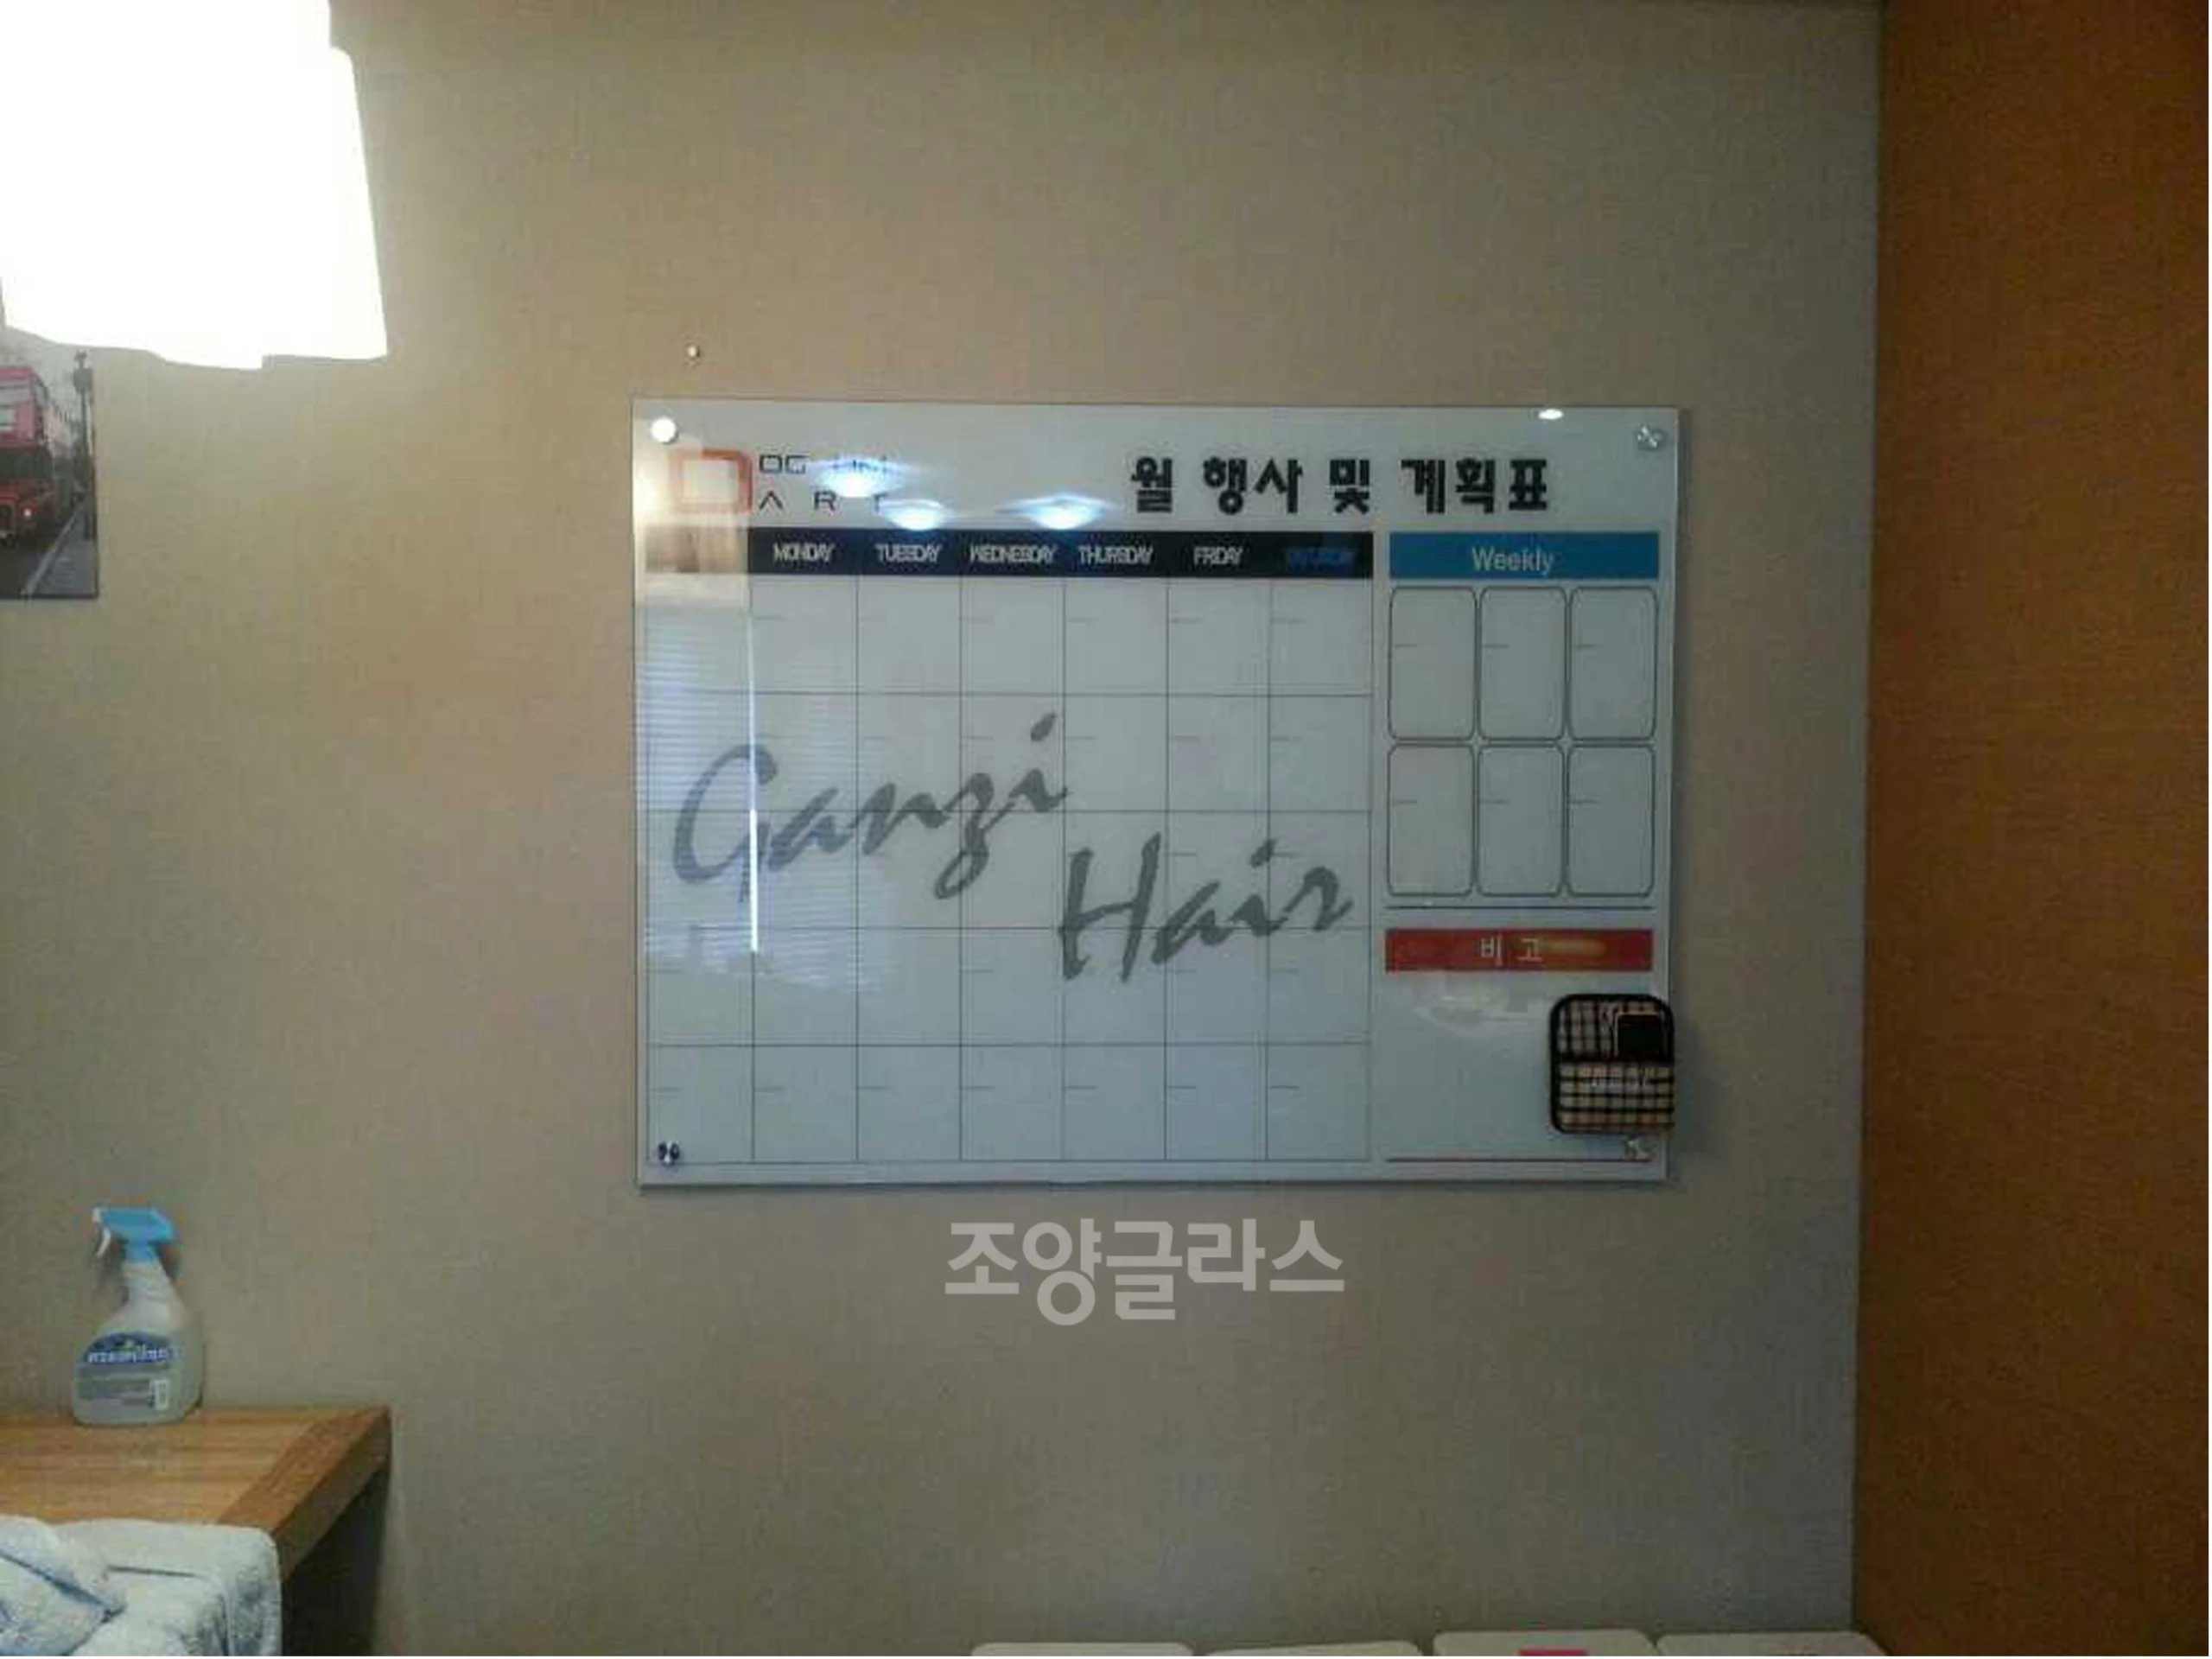 월 행사 및 계획표
A R T
MONDAY TUESDAY WEDNESDAY THURSDAY FRIDAY SATURDAY
Weekly
Ganzi
Hair
비 고
조양글라스